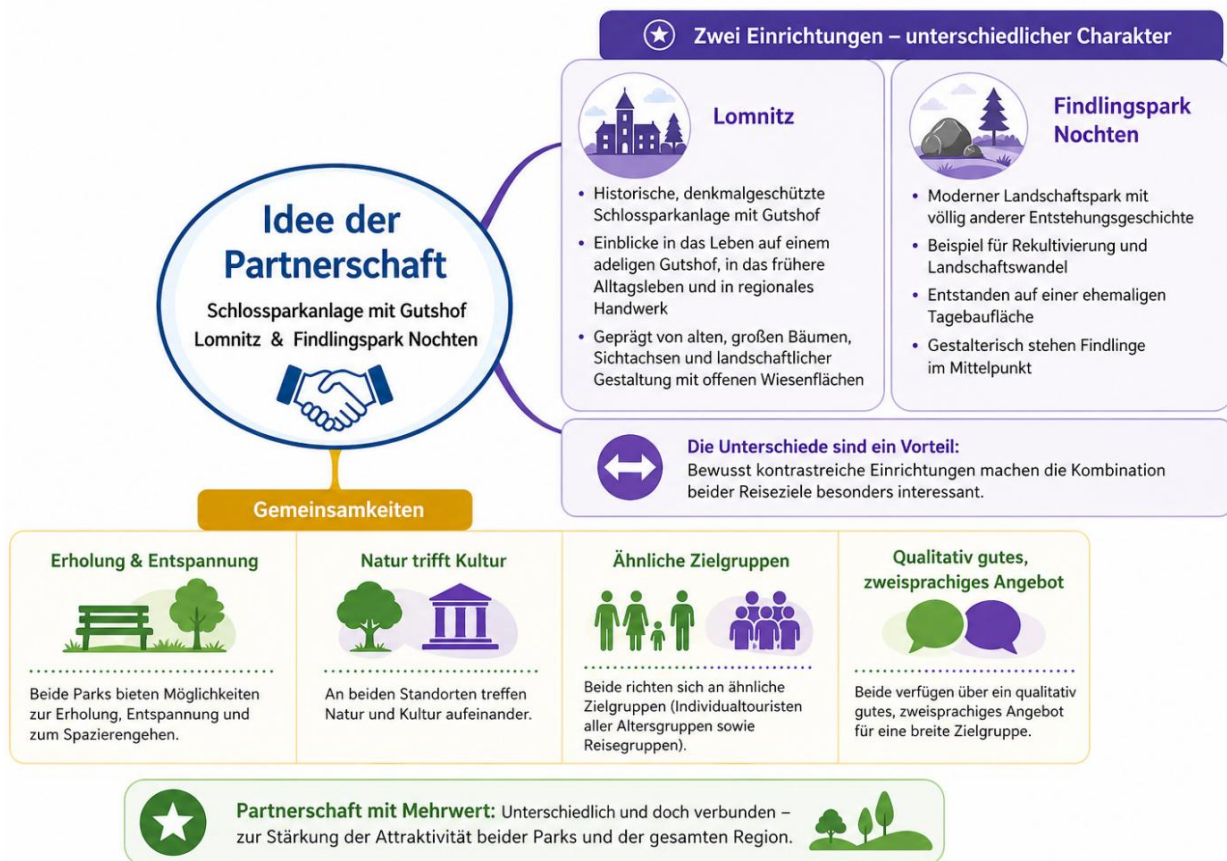 Zwei Einrichtungen – unterschiedlicher Charakter
Idee der
Partnerschaft
Schlossparkanlage mit Gutshof
Lomnitz & Findlingspark Nochten
Lomnitz
• Historische, denkmalgeschützte
Schlossparkanlage mit Gutshof
• Einblicke in das Leben auf einem
adeligen Gutshof, in das frühere
Alltagsleben und in regionales
Handwerk
• Geprägt von alten, großen Bäumen,
Sichtachsen und landschaftlicher
Gestaltung mit offenen Wiesenflächen
Findlingspark
Nochten
• Moderner Landschaftspark mit
völlig anderer Entstehungsgeschichte
• Beispiel für Rekultivierung und
Landschaftswandel
• Entstanden auf einer ehemaligen
Tagebaufläche
• Gestalterisch stehen Findlinge
im Mittelpunkt
Die Unterschiede sind ein Vorteil:
Bewusst kontrastreiche Einrichtungen machen die Kombination
beider Reiseziele besonders interessant.
Gemeinsamkeiten
Erholung & Entspannung
Beide Parks bieten Möglichkeiten
zur Erholung, Entspannung und
zum Spazierengehen.
Natur trifft Kultur
An beiden Standorten treffen
Natur und Kultur aufeinander.
Ähnliche Zielgruppen
Beide richten sich an ähnliche
Zielgruppen (Individualtouristen
aller Altersgruppen sowie
Reisegruppen).
Qualitativ gutes,
zweisprachiges Angebot
Beide verfügen über ein qualitativ
gutes, zweisprachiges Angebot
für eine breite Zielgruppe.
Partnerschaft mit Mehrwert: Unterschiedlich und doch verbunden –
zur Stärkung der Attraktivität beider Parks und der gesamten Region.